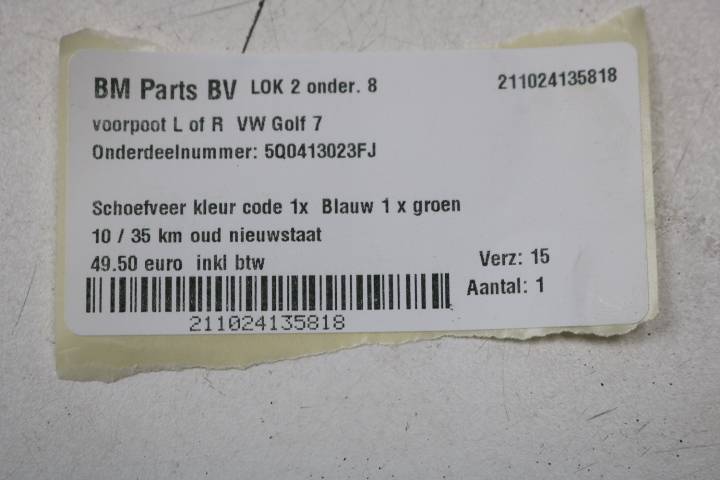 BM Parts BV LOK 2 onder. 8 211024135818
voorpoot L of R VW Golf 7
Onderdeelnummer: 5Q0413023FJ
Schoefveer kleur code 1x Blauw 1 x groen
10 / 35 km oud nieuwstaat
49.50 euro inkl btw Verz: 15
Aantal: 1
211024135818